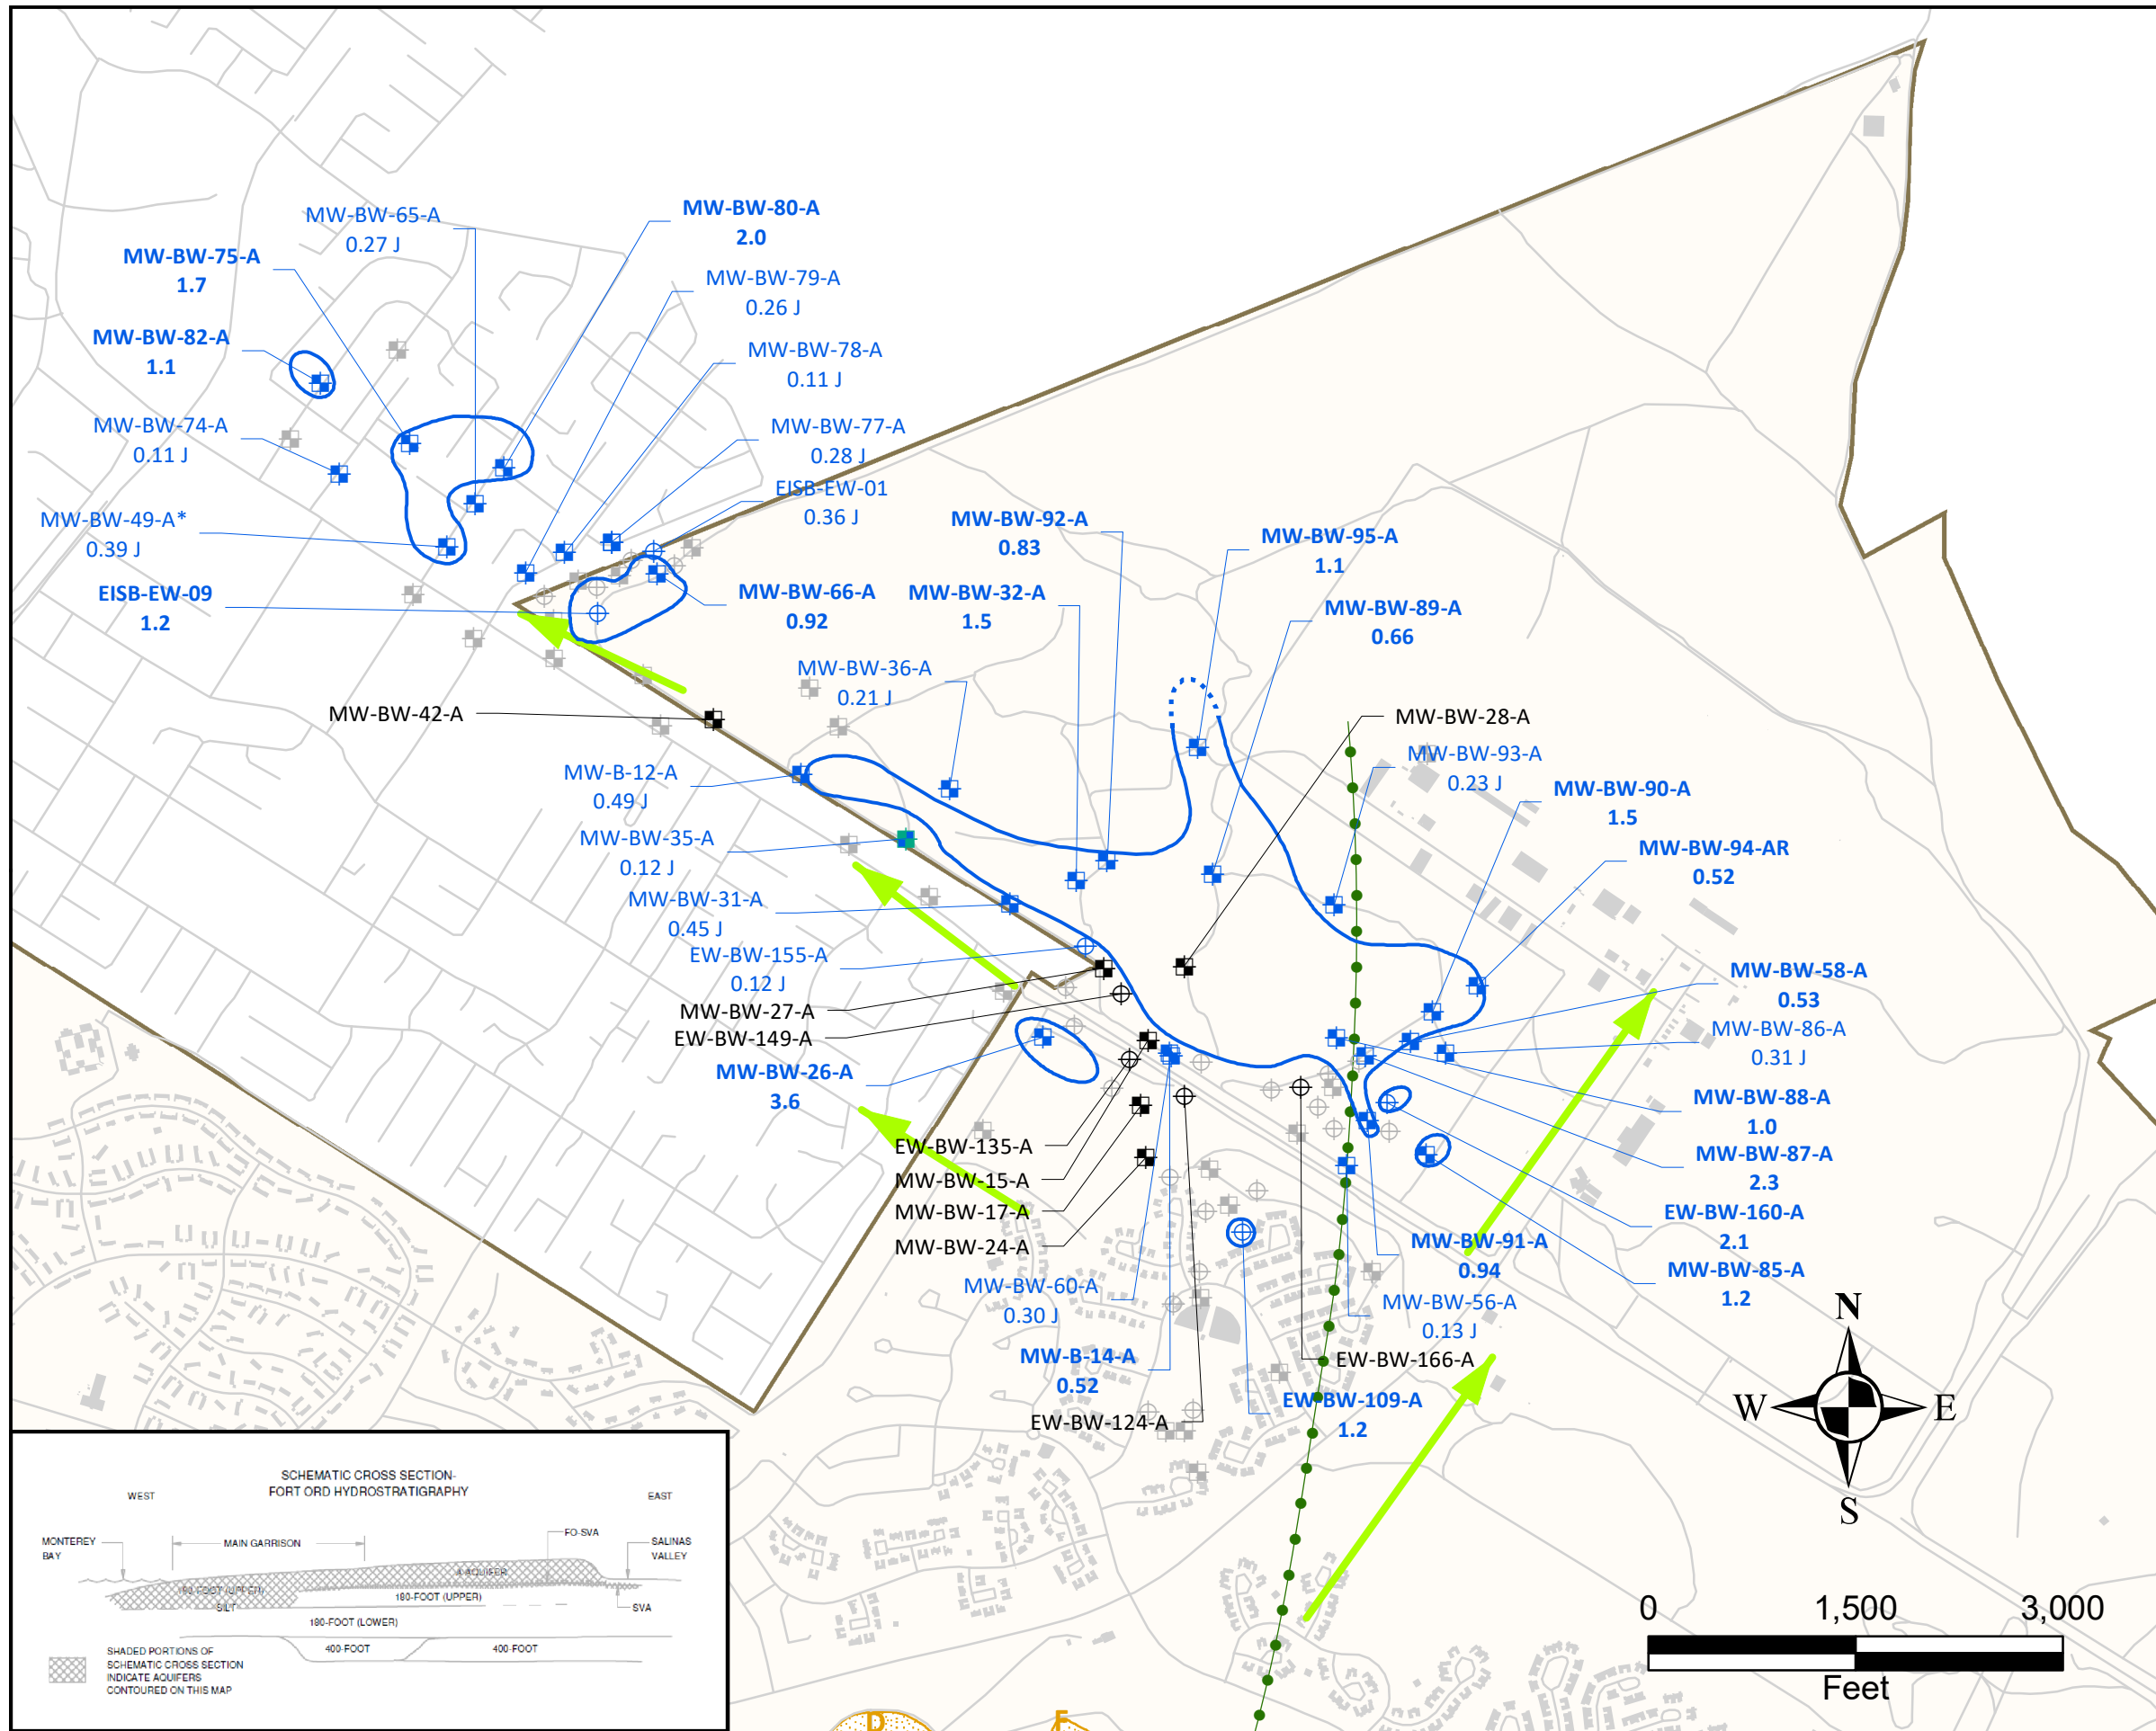 MW-BW-65-A
0.27 J
MW-BW-80-A
2.0
MW-BW-75-A
1.7
MW-BW-79-A
0.26 J
MW-BW-82-A
1.1
MW-BW-78-A
0.11 J
MW-BW-74-A
0.11 J
MW-BW-77-A
0.28 J
EISB-EW-01
0.36 J
MW-BW-49-A*
0.39 J
MW-BW-92-A
0.83
MW-BW-95-A
1.1
EISB-EW-09
1.2
MW-BW-66-A
0.92
MW-BW-32-A
1.5
MW-BW-89-A
0.66
MW-BW-36-A
0.21 J
MW-BW-42-A
MW-BW-28-A
MW-BW-93-A
0.23 J
MW-B-12-A
0.49 J
MW-BW-90-A
1.5
MW-BW-35-A
0.12 J
MW-BW-94-AR
0.52
MW-BW-31-A
0.45 J
EW-BW-155-A
0.12 J
MW-BW-58-A
0.53
MW-BW-27-A
EW-BW-149-A
MW-BW-86-A
0.31 J
MW-BW-26-A
3.6
MW-BW-88-A
1.0
EW-BW-135-A
MW-BW-15-A
MW-BW-17-A
MW-BW-24-A
MW-BW-87-A
2.3
EW-BW-160-A
2.1
MW-BW-91-A
0.94
MW-BW-85-A
1.2
MW-BW-60-A
0.30 J
MW-BW-56-A
0.13 J
MW-B-14-A
0.52
EW-BW-166-A
EW-BW-109-A
1.2
EW-BW-124-A
N
W
E
S
SCHEMATIC CROSS SECTION-
FORT ORD HYDROSTRATIGRAPHY
WEST
EAST
MONTEREY
BAY
MAIN GARRISON
FO-SVA
SALINAS
VALLEY
A-AQUIFER
180-FOOT (UPPER)
180-FOOT (UPPER)
SILT
SVA
180-FOOT (LOWER)
400-FOOT
400-FOOT
SHADED PORTIONS OF
SCHEMATIC CROSS SECTION
INDICATE AQUIFERS
CONTOURED ON THIS MAP
0 1,500 3,000
Feet
D